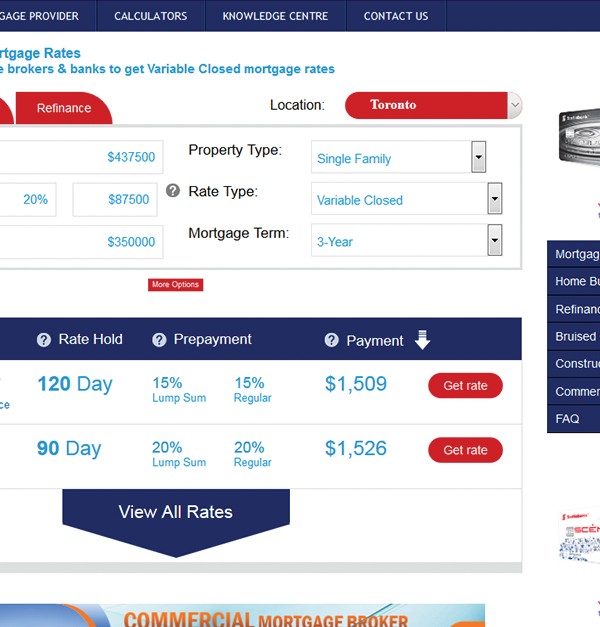 GAGE PROVIDER CALCULATORS KNOWLEDGE CENTRE CONTACT US
rtgage Rates
e brokers & banks to get Variable Closed mortgage rates
Refinance Location: Toronto
$437500 Property Type: Single Family
20% $87500 ? Rate Type: Variable Closed
$350000 Mortgage Term: 3-Year
More Options
? Rate Hold ? Prepayment ? Payment
120 Day 15% 15% $1,509 Get rate
ce Lump Sum Regular
90 Day 20% 20% $1,526 Get rate
Lump Sum Regular
View All Rates
COMMERCIAL MORTGAGE BROKER
Scotiabank
Mortgag
Home Bu
Refinanc
Bruised
Construc
Commer
FAQ
Scotiabank
SCÉN